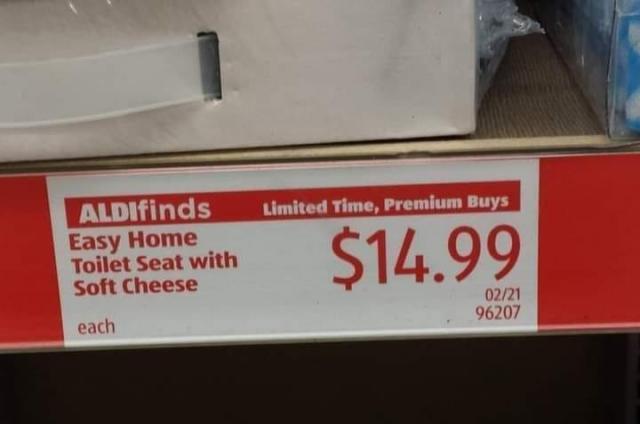 ALDIfinds Limited Time, Premium Buys
Easy Home
Toilet Seat with
Soft Cheese
$14.99
02/21
96207
each